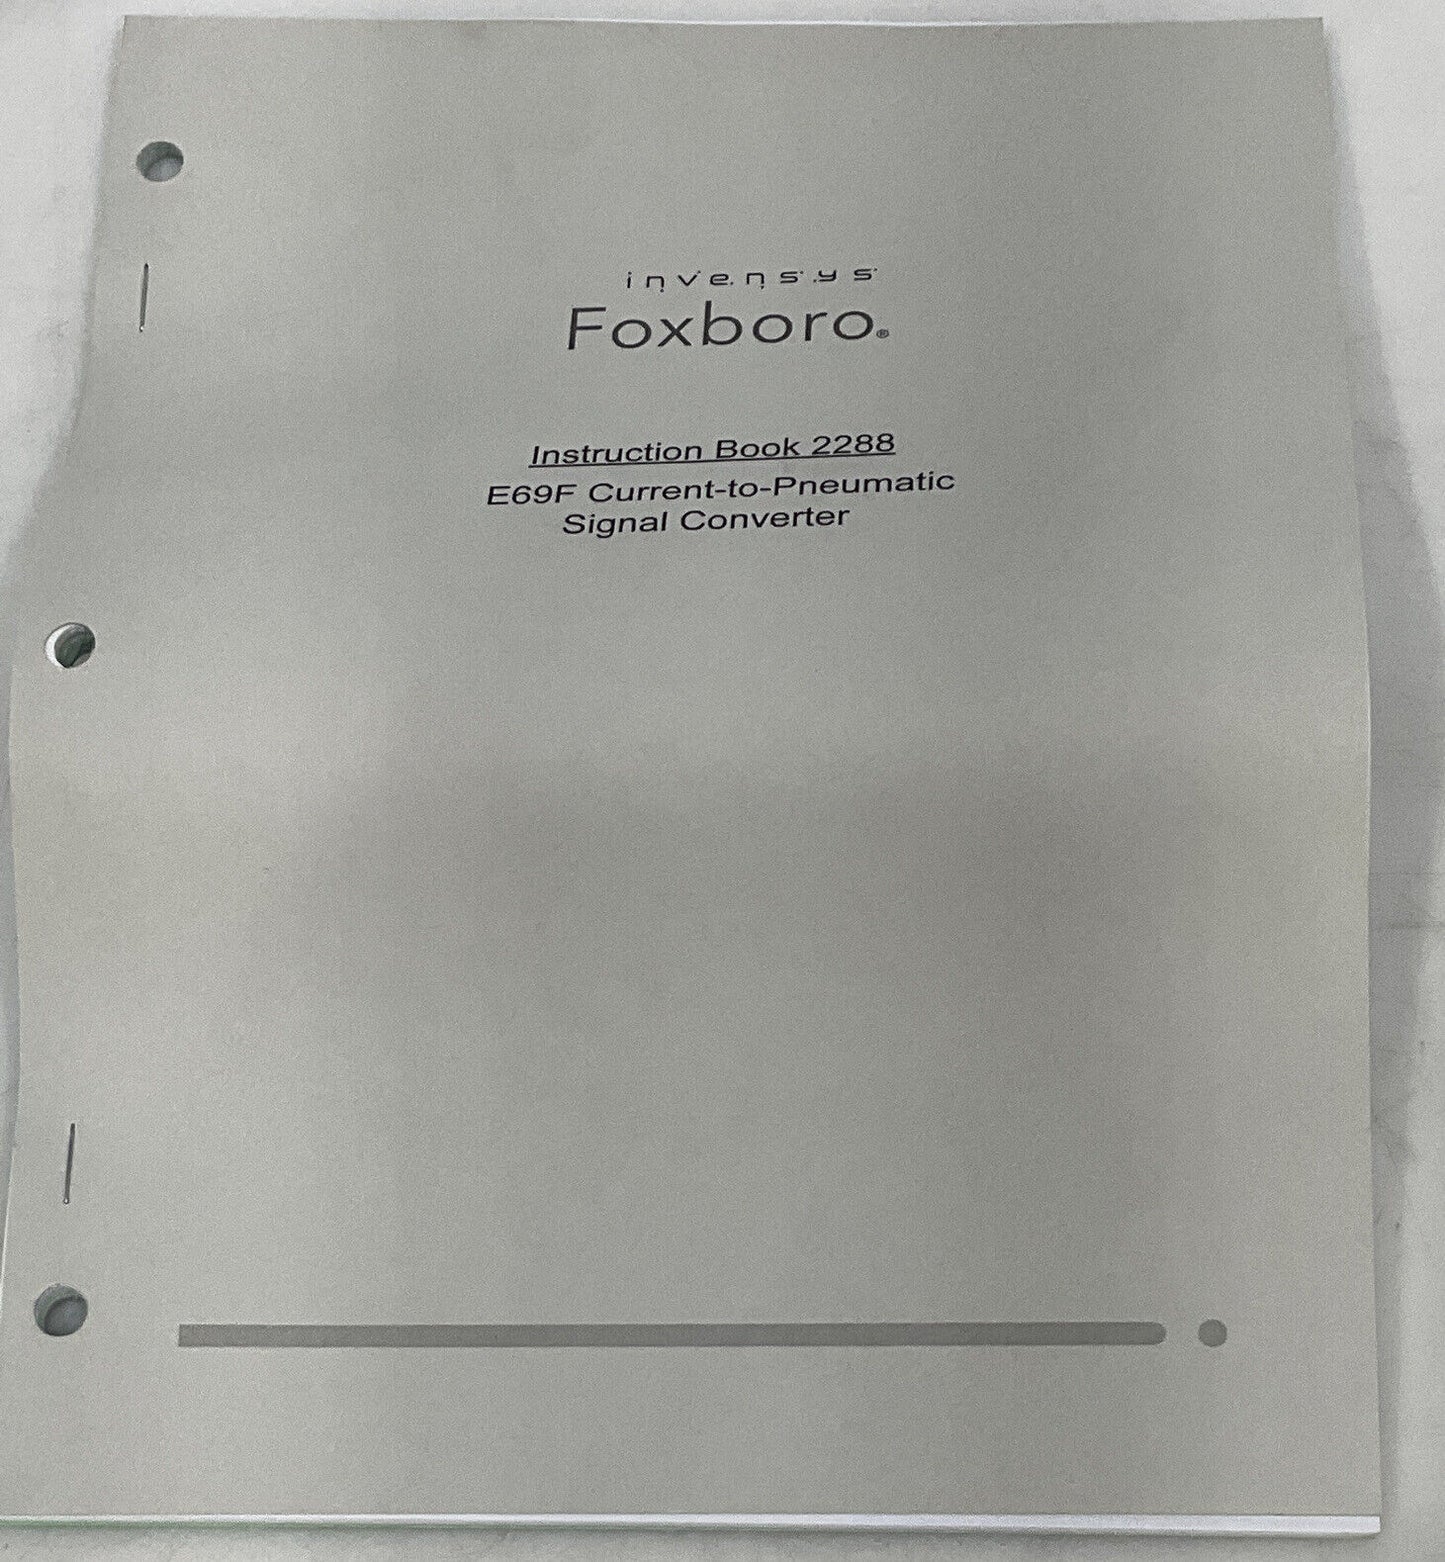 invensys
Foxboro®
Instruction Book 2288
E69F Current-to-Pneumatic
Signal Converter